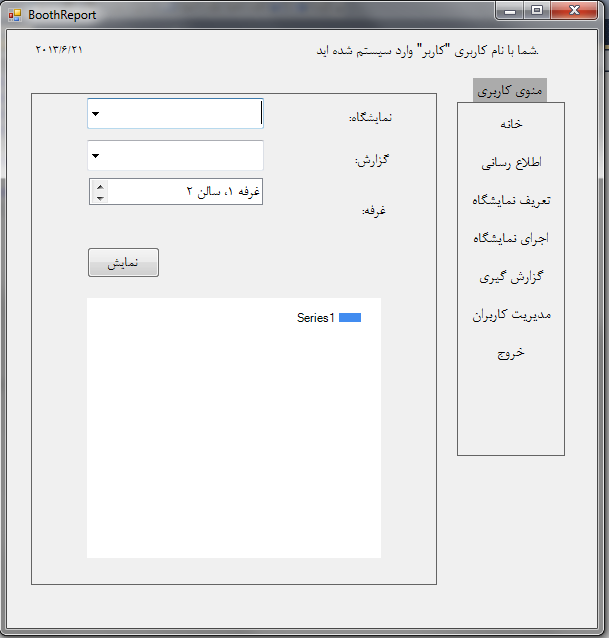 BoothReport
شما با نام کاربری "کاربر" وارد سیستم شده اید.
۲۰۱۳/۶/۲۱
منوی کاربری
خانه
اطلاع رسانی
تعریف نمایشگاه
اجرای نمایشگاه
گزارش گیری
مدیریت کاربران
خروج
نمایشگاه:
گزارش:
غرفه ۱، سالن ۲
غرفه:
نمایش
Series1